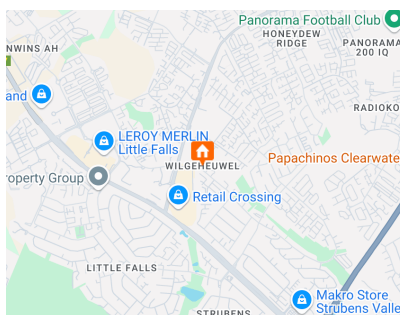 Panorama Football Club
HONEYDEW
RIDGE
NWINS AH
PANORAMA
200 IQ
and
RADIOKO
LEROY MERLIN
Little Falls
Papachinos Clearwate
WILGEHEUWEL
roperty Group
Retail Crossing
LITTLE FALLS
Makro Store
Strubens Valle
STRUBENS